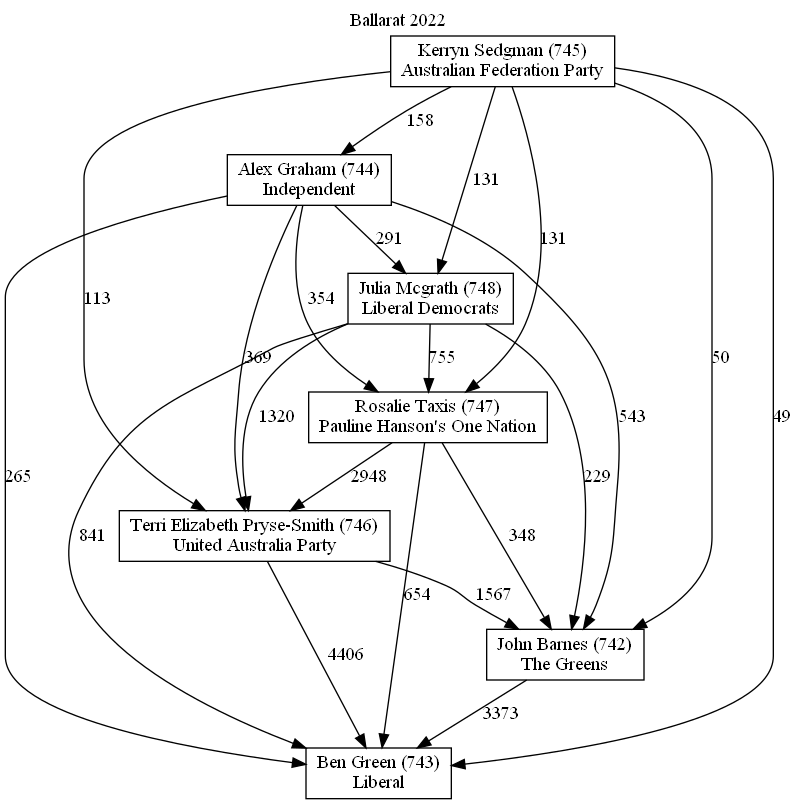 Ballarat 2022
Kerryn Sedgman (745)
Australian Federation Party
158
Alex Graham (744)
Independent
131
131
291
Julia Mcgrath (748)
Liberal Democrats
113
354
369
755
50
1320
Rosalie Taxis (747)
Pauline Hanson's One Nation
543
49
265
2948
229
Terri Elizabeth Pryse-Smith (746)
United Australia Party
841
348
654
1567
John Barnes (742)
The Greens
4406
3373
Ben Green (743)
Liberal